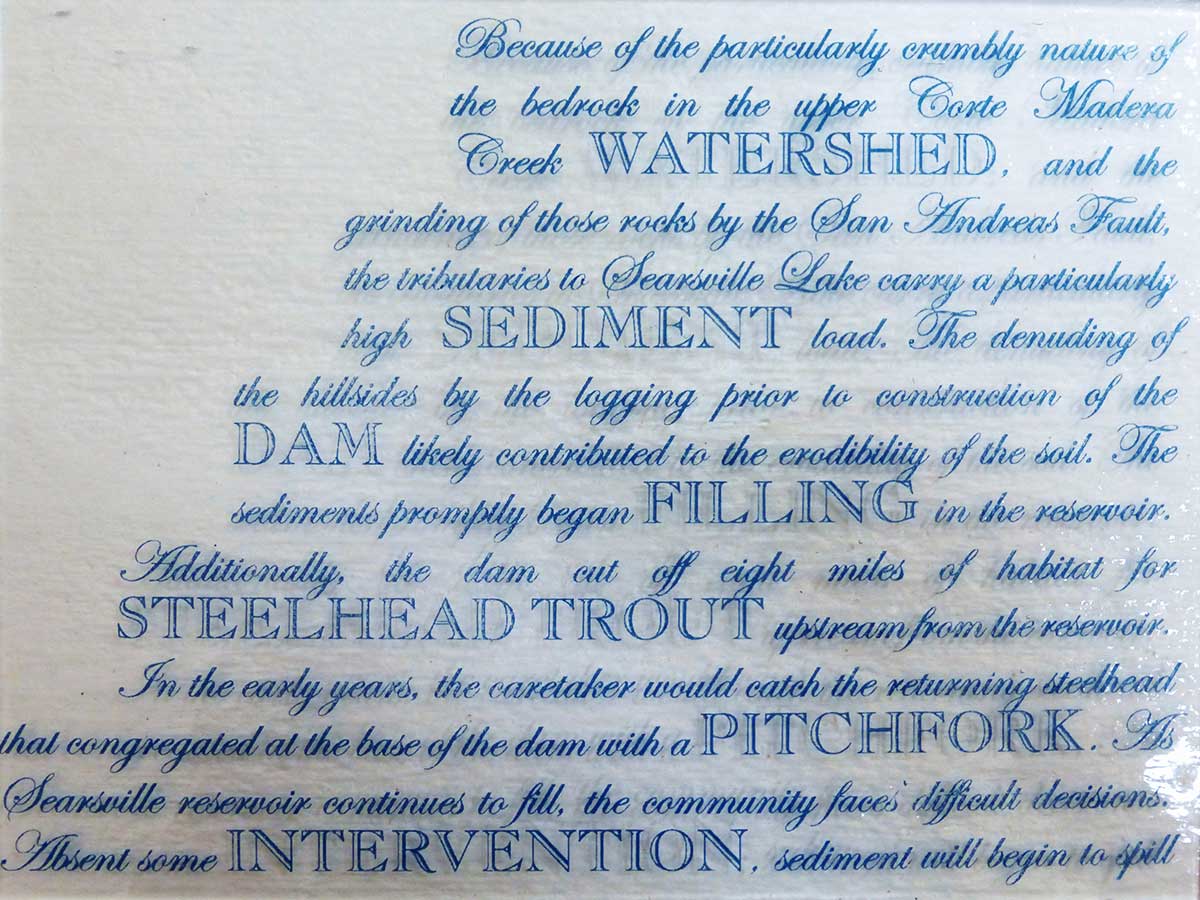 Because of the particularly crumbly nature of
the bedrock in the upper Corte Madera
Creek WATERSHED, and the
grinding of those rocks by the San Andreas Fault,
the tributaries to Searsville Lake carry a particularly
high SEDIMENT load. The denuding of
the hillsides by the logging prior to construction of the
DAM likely contributed to the erodibility of the soil. The
sediments promptly began FILLING in the reservoir.
Additionally, the dam cut off eight miles of habitat for
STEELHEAD TROUT upstream from the reservoir.
In the early years, the caretaker would catch the returning steelhead
that congregated at the base of the dam with a PITCHFORK. As
Searsville reservoir continues to fill, the community faces difficult decisions.
Absent some INTERVENTION, sediment will begin to spill